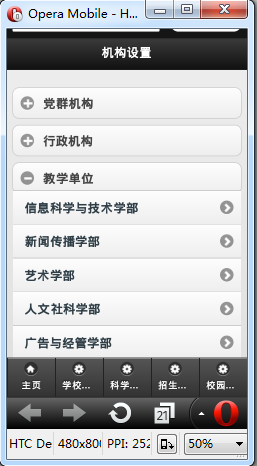 Opera Mobile - H...
机构设置
党群机构
行政机构
教学单位
信息科学与技术学部
新闻传播学部
艺术学部
人文社科学部
广告与经管学部
主页 学校... 科学... 招生... 校园...
21
HTC De 480x800 PPI: 252 50%